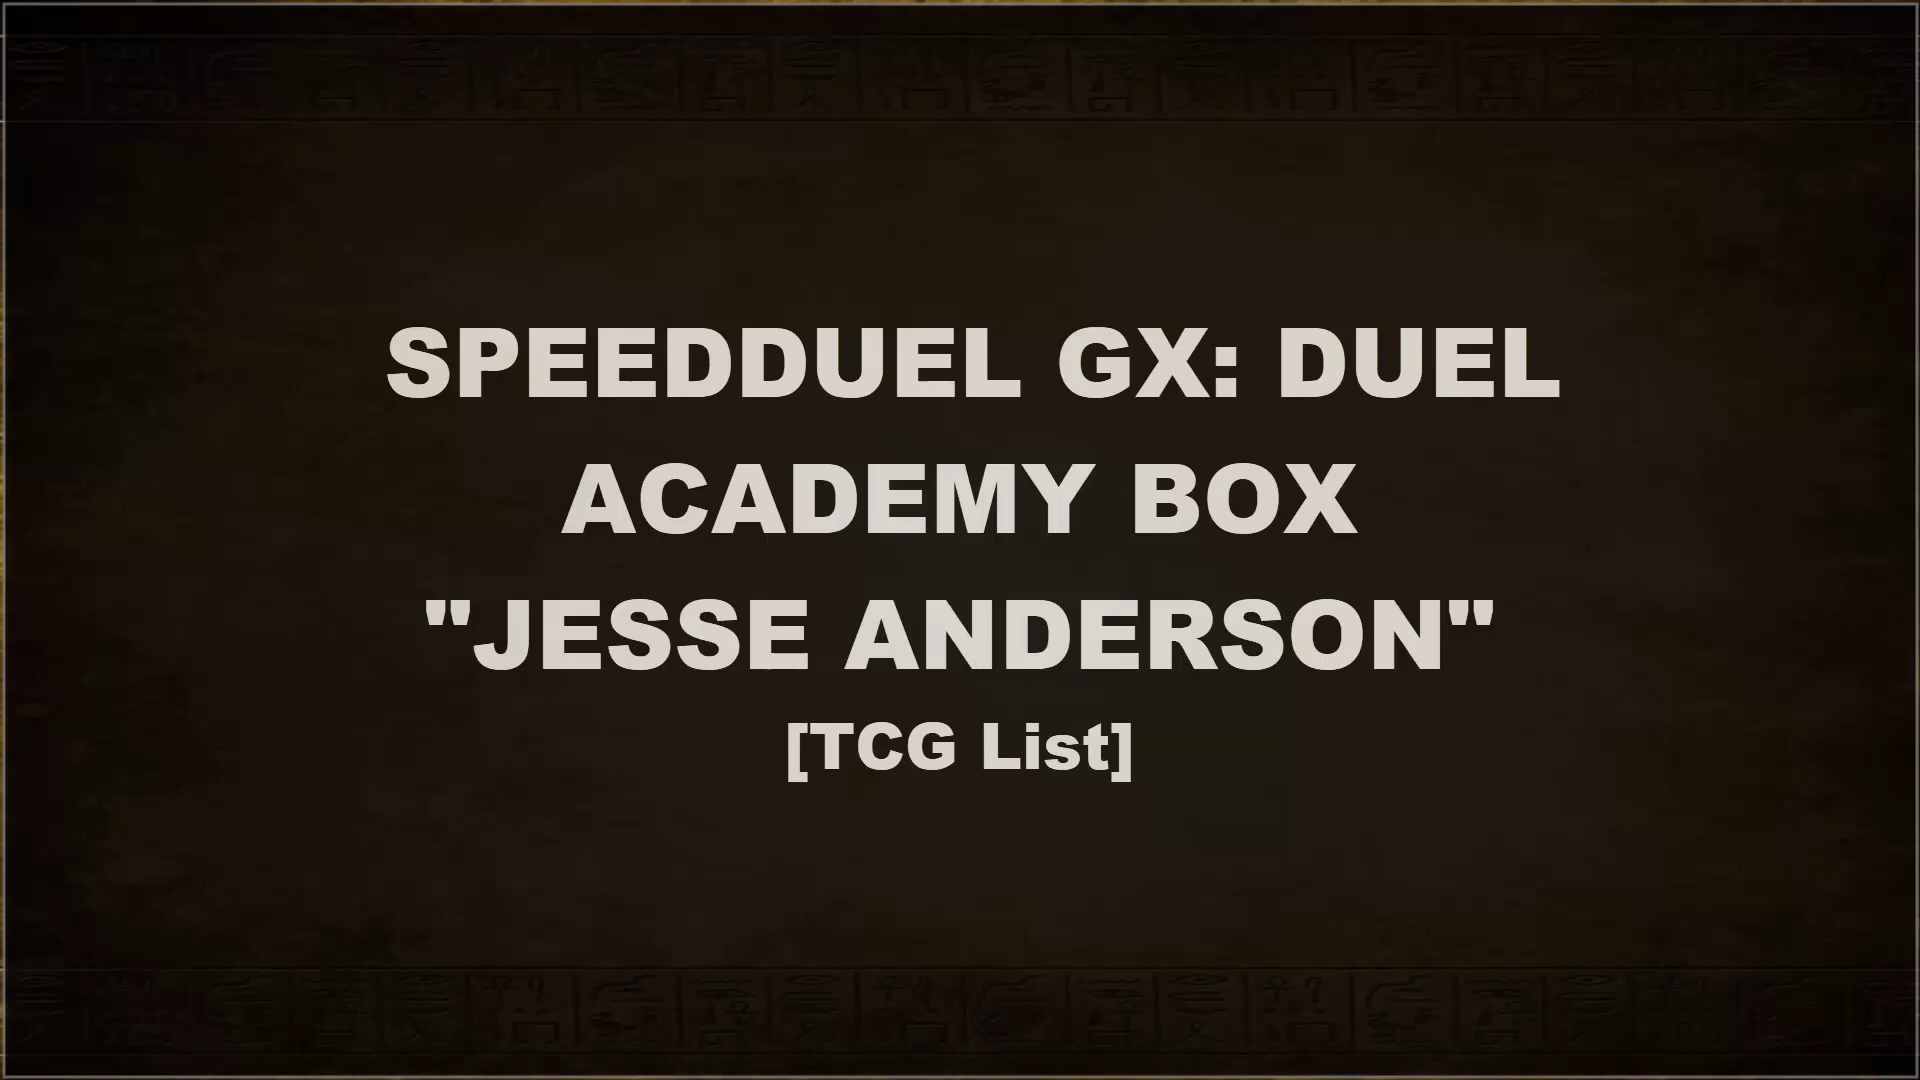 SPEEDDUEL GX: DUEL
ACADEMY BOX
"JESSE ANDERSON"
[TCG List]